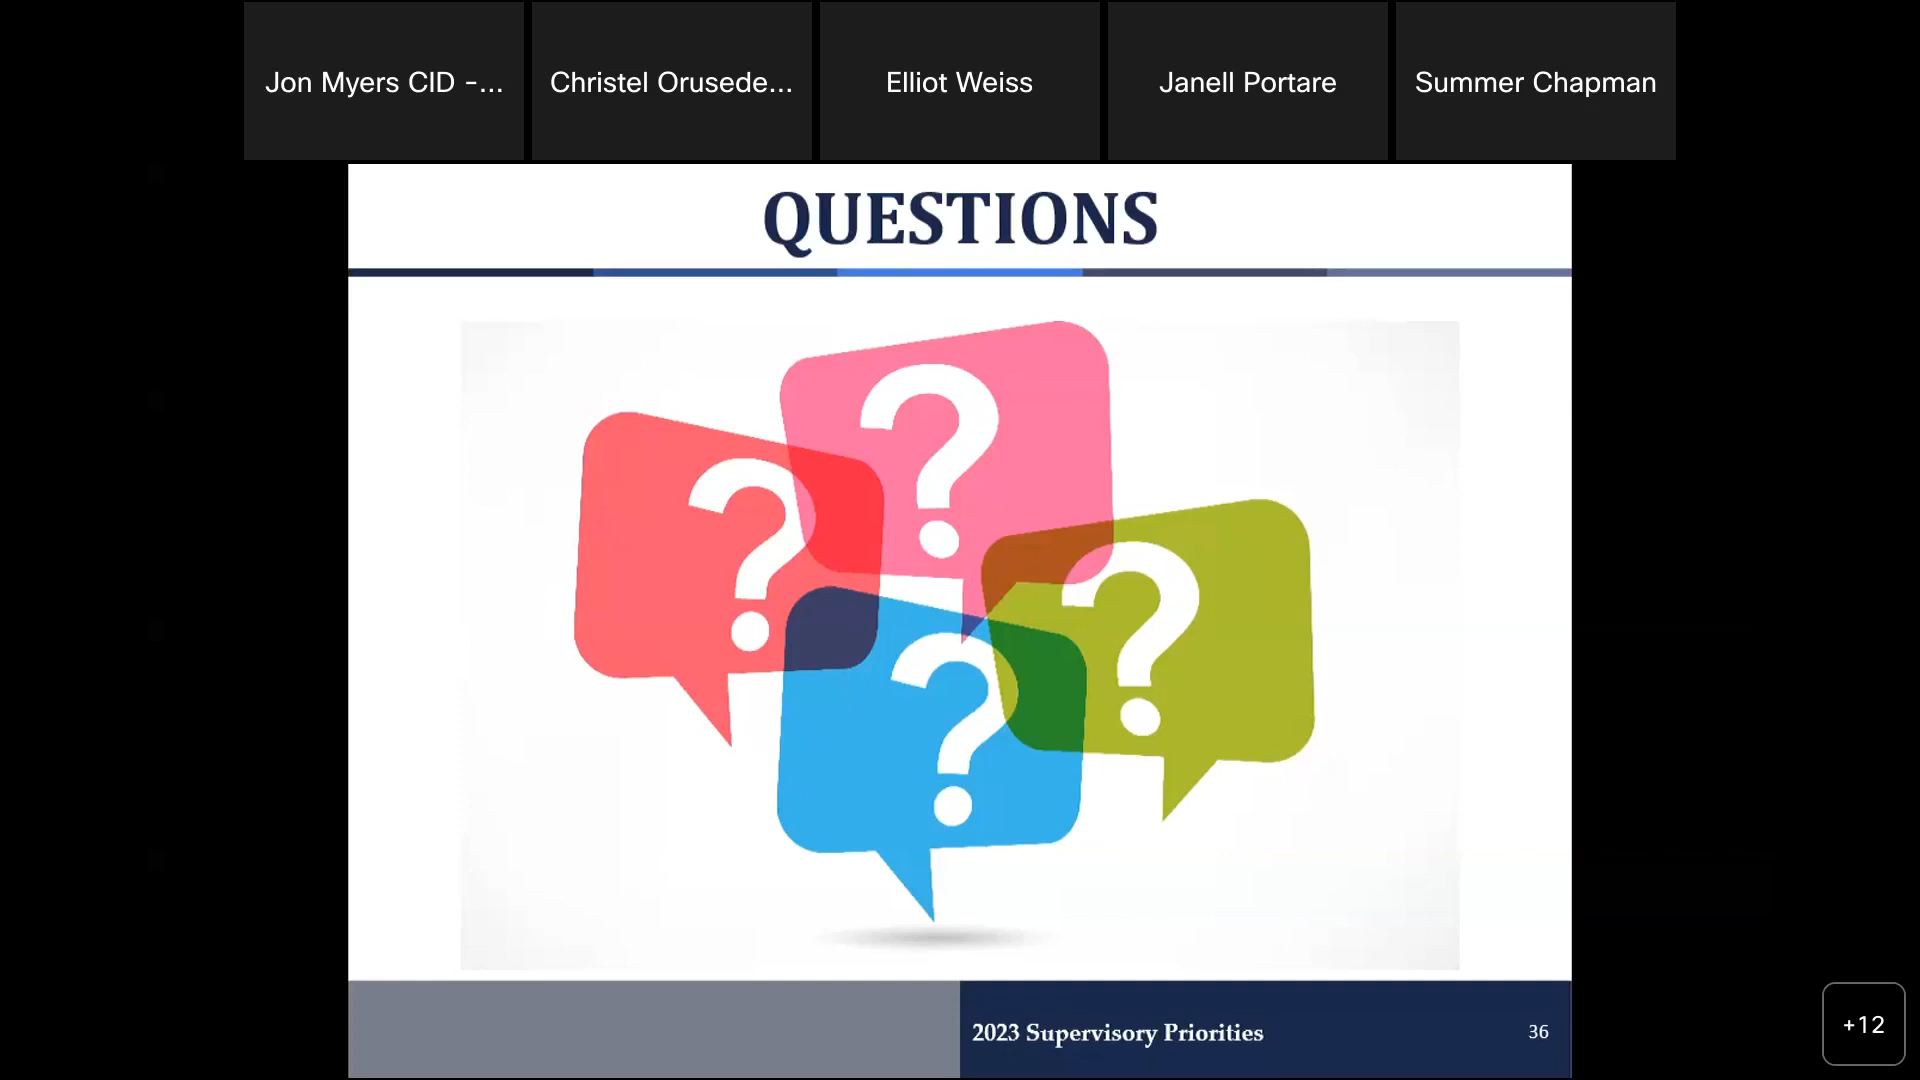 Jon Myers CID -...
Christel Orusede...
Elliot Weiss
Janell Portare
Summer Chapman
QUESTIONS
?
?
?
?
2023 Supervisory Priorities
36
+12